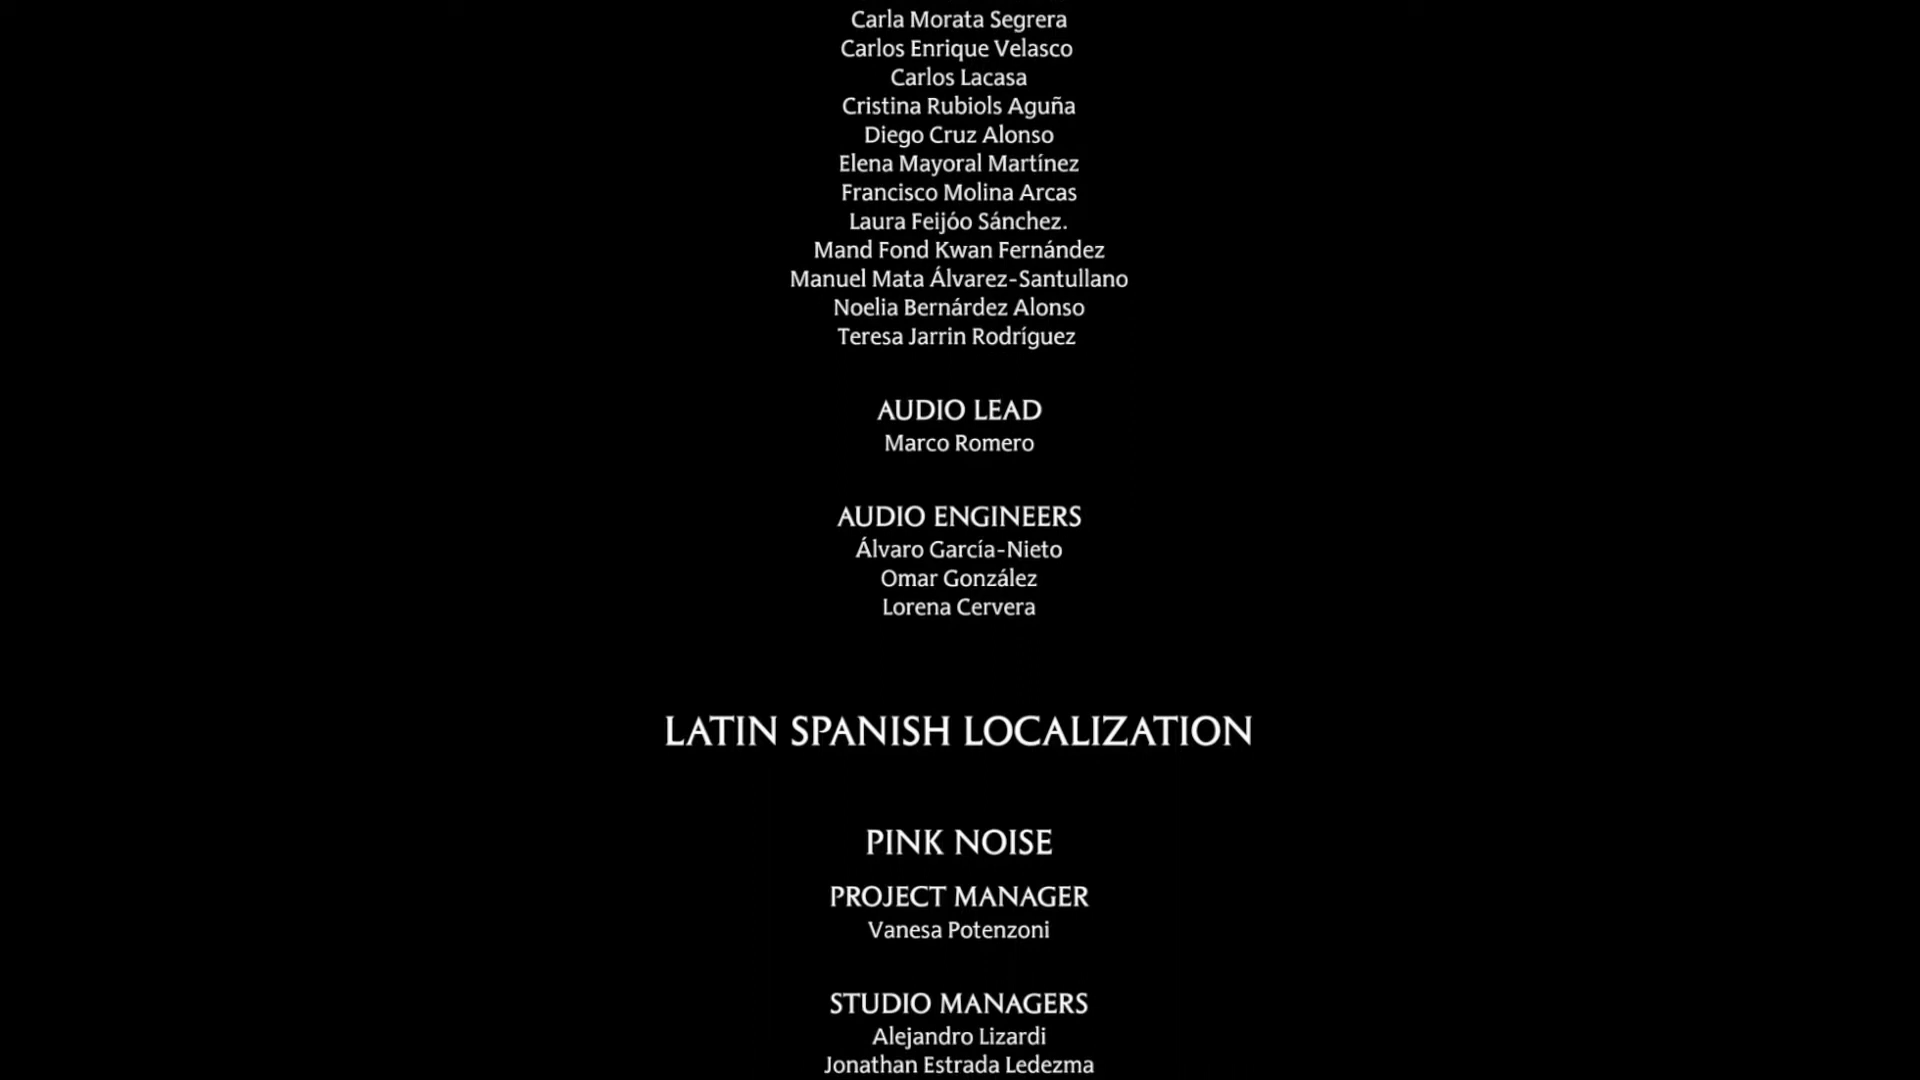 Carla Morata Segrera
Carlos Enrique Velasco
Carlos Lacasa
Cristina Rubiols Aguña
Diego Cruz Alonso
Elena Mayoral Martínez
Francisco Molina Arcas
Laura Feijóo Sánchez.
Mand Fond Kwan Fernández
Manuel Mata Álvarez-Santullano
Noelia Bernárdez Alonso
Teresa Jarrin Rodríguez
AUDIO LEAD
Marco Romero
AUDIO ENGINEERS
Álvaro García-Nieto
Omar González
Lorena Cervera
LATIN SPANISH LOCALIZATION
PINK NOISE
PROJECT MANAGER
Vanesa Potenzoni
STUDIO MANAGERS
Alejandro Lizardi
Jonathan Estrada Ledezma